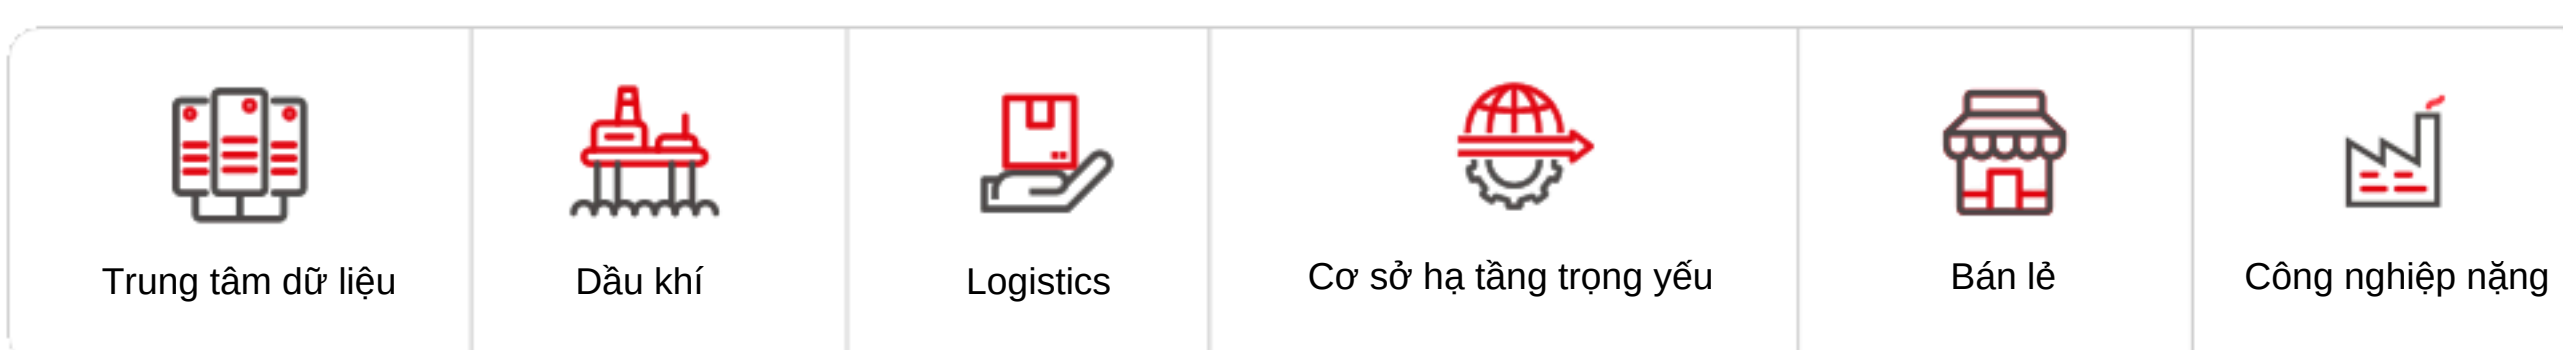 Trung tâm dữ liệu
Dầu khí
Logistics
Cơ sở hạ tầng trọng yếu
Bán lẻ
Công nghiệp nặng